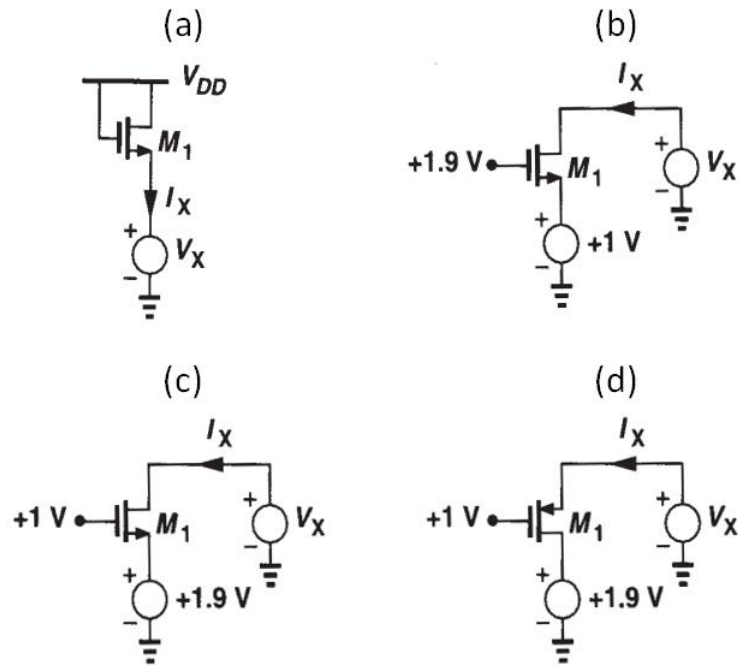 (a)
V_DD
M_1
I_X
+
V_X
−
(b)
I_X
+1.9 V
M_1
+
V_X
−
+
+1 V
−
(c)
I_X
+1 V
M_1
+
V_X
−
+
+1.9 V
−
(d)
I_X
+1 V
M_1
+
V_X
−
+
+1.9 V
−